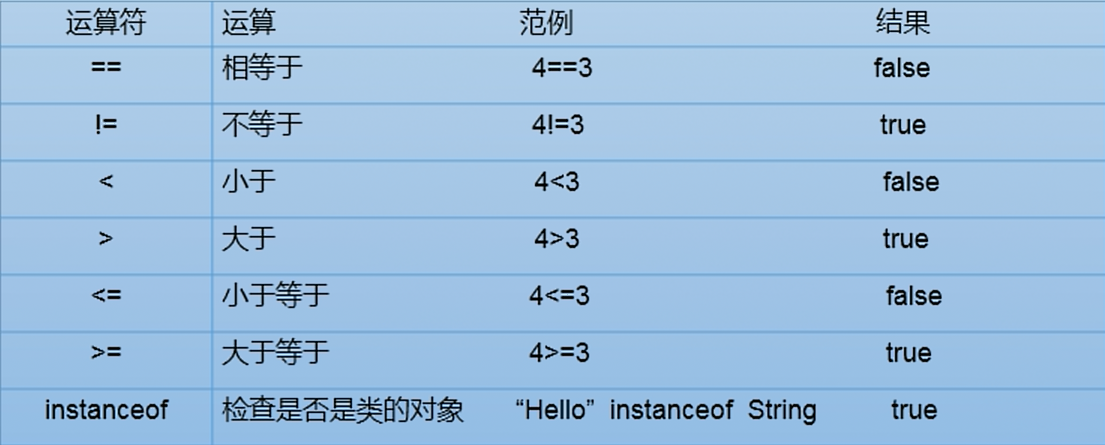 运算符 运算 范例 结果
== 相等于 4==3 false
!= 不等于 4!=3 true
< 小于 4<3 false
> 大于 4>3 true
<= 小于等于 4<=3 false
>= 大于等于 4>=3 true
instanceof 检查是否是类的对象 “Hello” instanceof String true